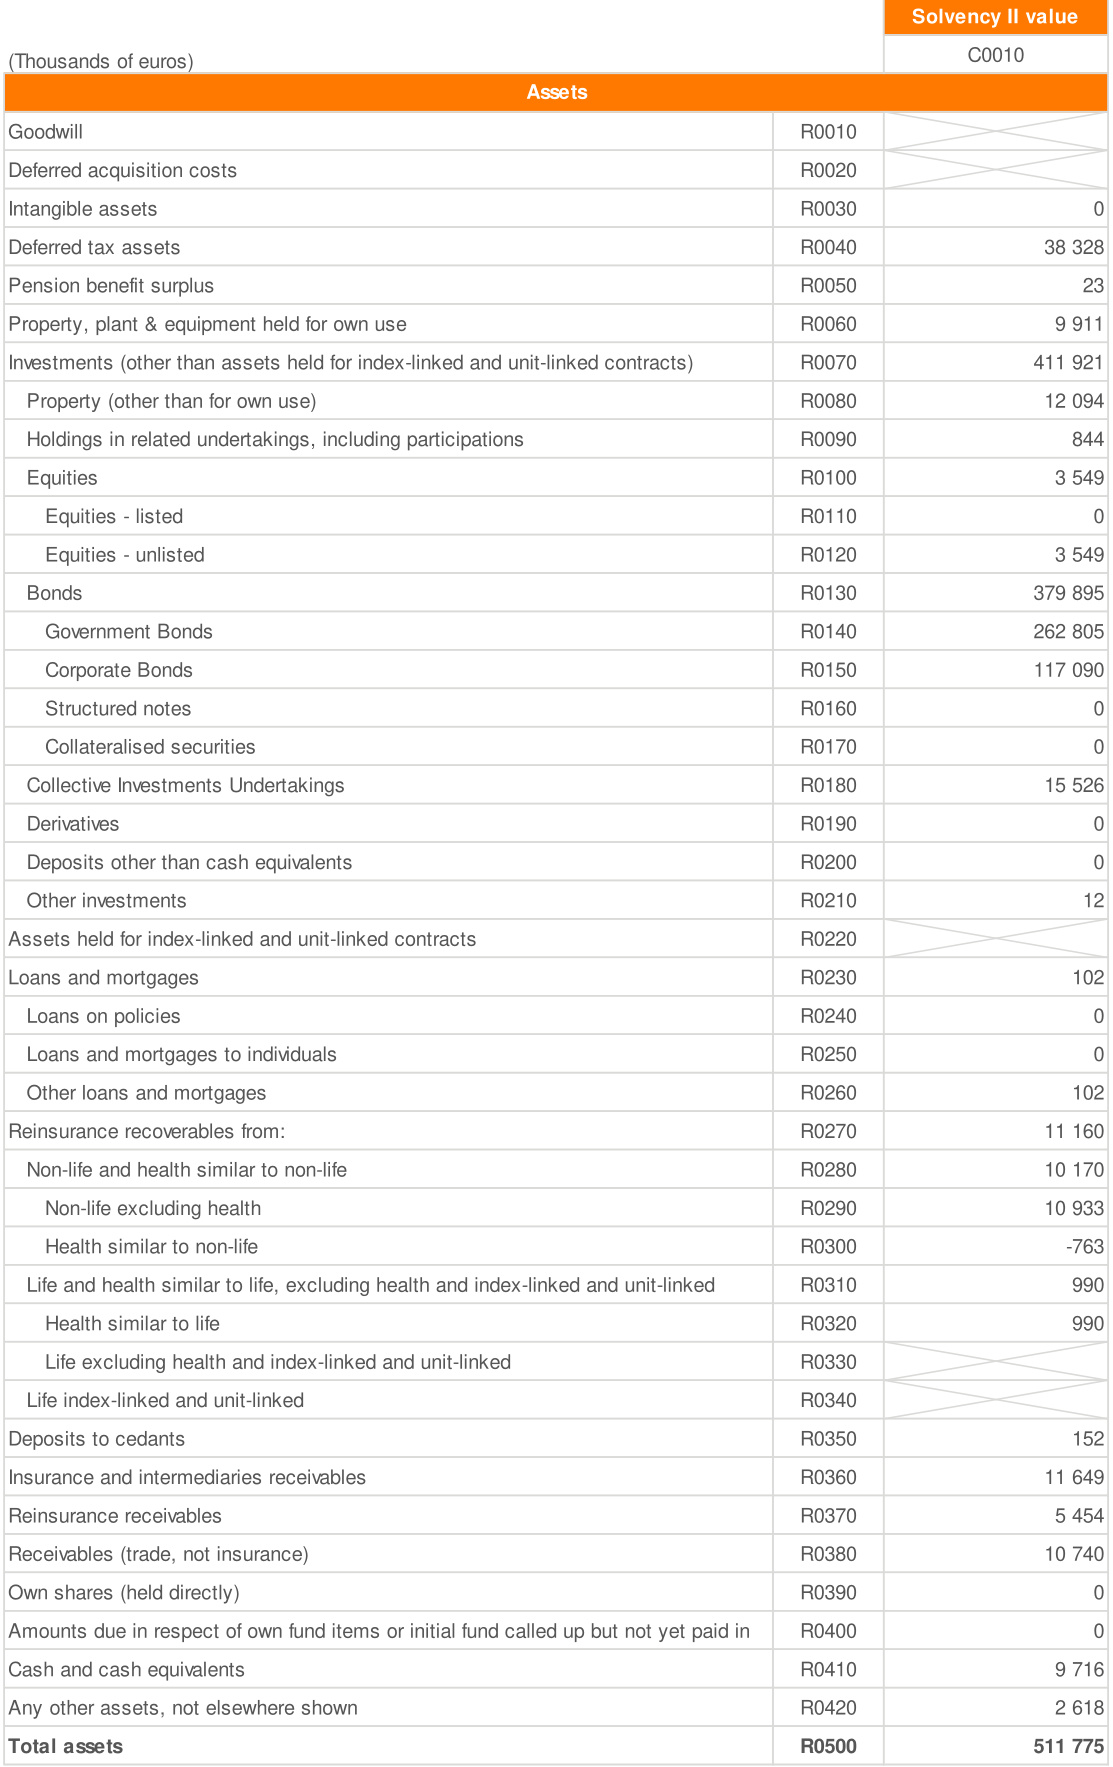 Solvency II value
(Thousands of euros) C0010
Assets
Goodwill R0010
Deferred acquisition costs R0020
Intangible assets R0030 0
Deferred tax assets R0040 38 328
Pension benefit surplus R0050 23
Property, plant & equipment held for own use R0060 9 911
Investments (other than assets held for index-linked and unit-linked contracts) R0070 411 921
Property (other than for own use) R0080 12 094
Holdings in related undertakings, including participations R0090 844
Equities R0100 3 549
Equities - listed R0110 0
Equities - unlisted R0120 3 549
Bonds R0130 379 895
Government Bonds R0140 262 805
Corporate Bonds R0150 117 090
Structured notes R0160 0
Collateralised securities R0170 0
Collective Investments Undertakings R0180 15 526
Derivatives R0190 0
Deposits other than cash equivalents R0200 0
Other investments R0210 12
Assets held for index-linked and unit-linked contracts R0220
Loans and mortgages R0230 102
Loans on policies R0240 0
Loans and mortgages to individuals R0250 0
Other loans and mortgages R0260 102
Reinsurance recoverables from: R0270 11 160
Non-life and health similar to non-life R0280 10 170
Non-life excluding health R0290 10 933
Health similar to non-life R0300 -763
Life and health similar to life, excluding health and index-linked and unit-linked R0310 990
Health similar to life R0320 990
Life excluding health and index-linked and unit-linked R0330
Life index-linked and unit-linked R0340
Deposits to cedants R0350 152
Insurance and intermediaries receivables R0360 11 649
Reinsurance receivables R0370 5 454
Receivables (trade, not insurance) R0380 10 740
Own shares (held directly) R0390 0
Amounts due in respect of own fund items or initial fund called up but not yet paid in R0400 0
Cash and cash equivalents R0410 9 716
Any other assets, not elsewhere shown R0420 2 618
Total assets R0500 511 775